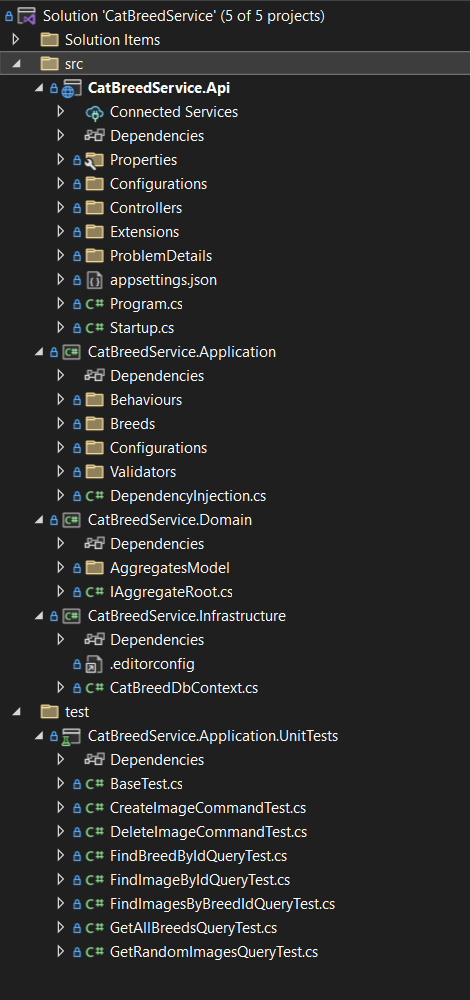 Solution 'CatBreedService' (5 of 5 projects)
Solution Items
src
CatBreedService.Api
Connected Services
Dependencies
Properties
Configurations
Controllers
Extensions
ProblemDetails
appsettings.json
C# Program.cs
C# Startup.cs
C# CatBreedService.Application
Dependencies
Behaviours
Breeds
Configurations
Validators
C# DependencyInjection.cs
C# CatBreedService.Domain
Dependencies
AggregatesModel
C# IAggregateRoot.cs
C# CatBreedService.Infrastructure
Dependencies
.editorconfig
C# CatBreedDbContext.cs
test
CatBreedService.Application.UnitTests
Dependencies
C# BaseTest.cs
C# CreateImageCommandTest.cs
C# DeleteImageCommandTest.cs
C# FindBreedByIdQueryTest.cs
C# FindImageByIdQueryTest.cs
C# FindImagesByBreedIdQueryTest.cs
C# GetAllBreedsQueryTest.cs
C# GetRandomImagesQueryTest.cs